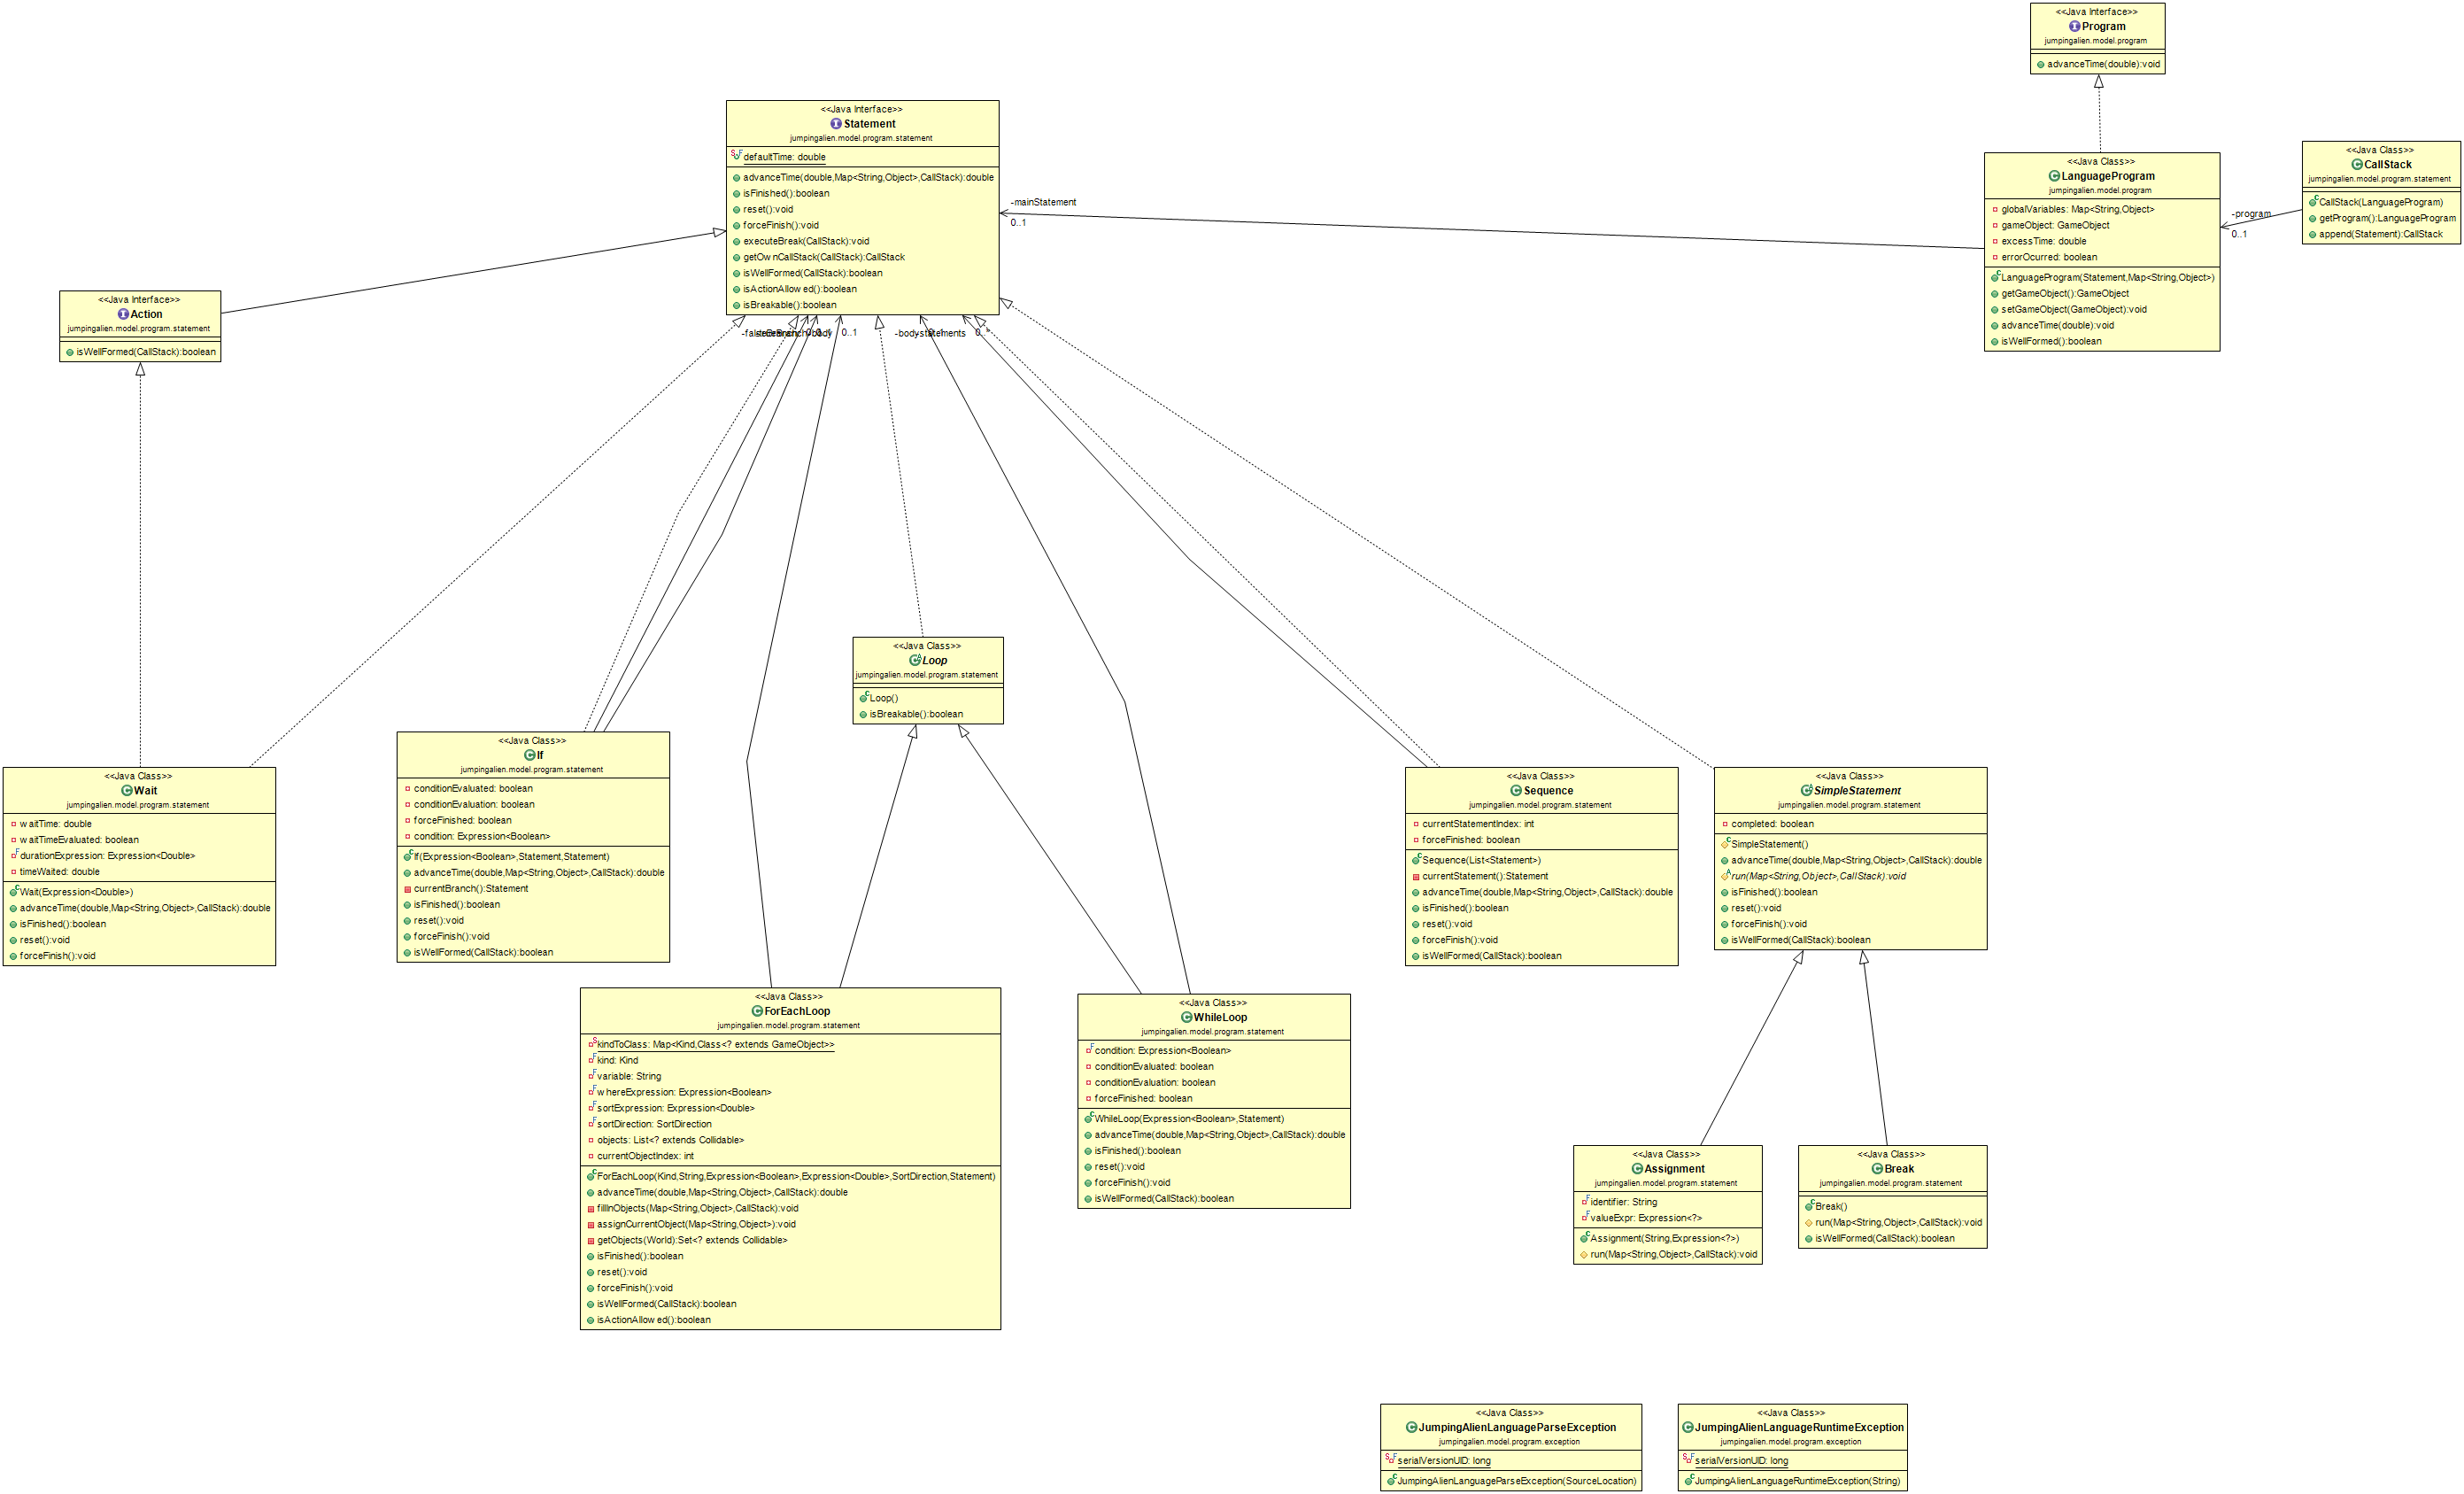 <<Java Interface>>
Program
jumpingalien.model.program
advanceTime(double):void
<<Java Interface>>
Statement
jumpingalien.model.program.statement
defaultTime: double
advanceTime(double,Map<String,Object>,CallStack):double
isFinished():boolean
reset():void
forceFinish():void
executeBreak(CallStack):void
getOwnCallStack(CallStack):CallStack
isWellFormed(CallStack):boolean
isActionAllowed():boolean
isBreakable():boolean
<<Java Class>>
LanguageProgram
jumpingalien.model.program
globalVariables: Map<String,Object>
gameObject: GameObject
excessTime: double
errorOcurred: boolean
LanguageProgram(Statement,Map<String,Object>)
getGameObject():GameObject
setGameObject(GameObject):void
advanceTime(double):void
isWellFormed():boolean
<<Java Class>>
CallStack
jumpingalien.model.program.statement
CallStack(LanguageProgram)
getProgram():LanguageProgram
append(Statement):CallStack
-mainStatement
0..1
-program
0..1
<<Java Interface>>
Action
jumpingalien.model.program.statement
isWellFormed(CallStack):boolean
-body
0..1
-body
statements
<<Java Class>>
Loop
jumpingalien.model.program.statement
Loop()
isBreakable():boolean
<<Java Class>>
Wait
jumpingalien.model.program.statement
waitTime: double
waitTimeEvaluated: boolean
durationExpression: Expression<Double>
timeWaited: double
Wait(Expression<Double>)
advanceTime(double,Map<String,Object>,CallStack):double
isFinished():boolean
reset():void
forceFinish():void
<<Java Class>>
If
jumpingalien.model.program.statement
conditionEvaluated: boolean
conditionEvaluation: boolean
forceFinished: boolean
condition: Expression<Boolean>
If(Expression<Boolean>,Statement,Statement)
advanceTime(double,Map<String,Object>,CallStack):double
currentBranch():Statement
isFinished():boolean
reset():void
forceFinish():void
isWellFormed(CallStack):boolean
<<Java Class>>
Sequence
jumpingalien.model.program.statement
currentStatementIndex: int
forceFinished: boolean
Sequence(List<Statement>)
currentStatement():Statement
advanceTime(double,Map<String,Object>,CallStack):double
isFinished():boolean
reset():void
forceFinish():void
isWellFormed(CallStack):boolean
<<Java Class>>
SimpleStatement
jumpingalien.model.program.statement
completed: boolean
SimpleStatement()
advanceTime(double,Map<String,Object>,CallStack):double
run(Map<String,Object>,CallStack):void
isFinished():boolean
reset():void
forceFinish():void
isWellFormed(CallStack):boolean
<<Java Class>>
ForEachLoop
jumpingalien.model.program.statement
kindToClass: Map<Kind,Class<? extends GameObject>>
kind: Kind
variable: String
whereExpression: Expression<Boolean>
sortExpression: Expression<Double>
sortDirection: SortDirection
objects: List<? extends Collidable>
currentObjectIndex: int
ForEachLoop(Kind,String,Expression<Boolean>,Expression<Double>,SortDirection,Statement)
advanceTime(double,Map<String,Object>,CallStack):double
fillInObjects(Map<String,Object>,CallStack):void
assignCurrentObject(Map<String,Object>):void
getObjects(World):Set<? extends Collidable>
isFinished():boolean
reset():void
forceFinish():void
isWellFormed(CallStack):boolean
isActionAllowed():boolean
<<Java Class>>
WhileLoop
jumpingalien.model.program.statement
condition: Expression<Boolean>
conditionEvaluated: boolean
conditionEvaluation: boolean
forceFinished: boolean
WhileLoop(Expression<Boolean>,Statement)
advanceTime(double,Map<String,Object>,CallStack):double
isFinished():boolean
reset():void
forceFinish():void
isWellFormed(CallStack):boolean
<<Java Class>>
Assignment
jumpingalien.model.program.statement
identifier: String
valueExpr: Expression<?>
Assignment(String,Expression<?>)
run(Map<String,Object>,CallStack):void
<<Java Class>>
Break
jumpingalien.model.program.statement
Break()
run(Map<String,Object>,CallStack):void
isWellFormed(CallStack):boolean
<<Java Class>>
JumpingAlienLanguageParseException
jumpingalien.model.program.exception
serialVersionUID: long
JumpingAlienLanguageParseException(SourceLocation)
<<Java Class>>
JumpingAlienLanguageRuntimeException
jumpingalien.model.program.exception
serialVersionUID: long
JumpingAlienLanguageRuntimeException(String)